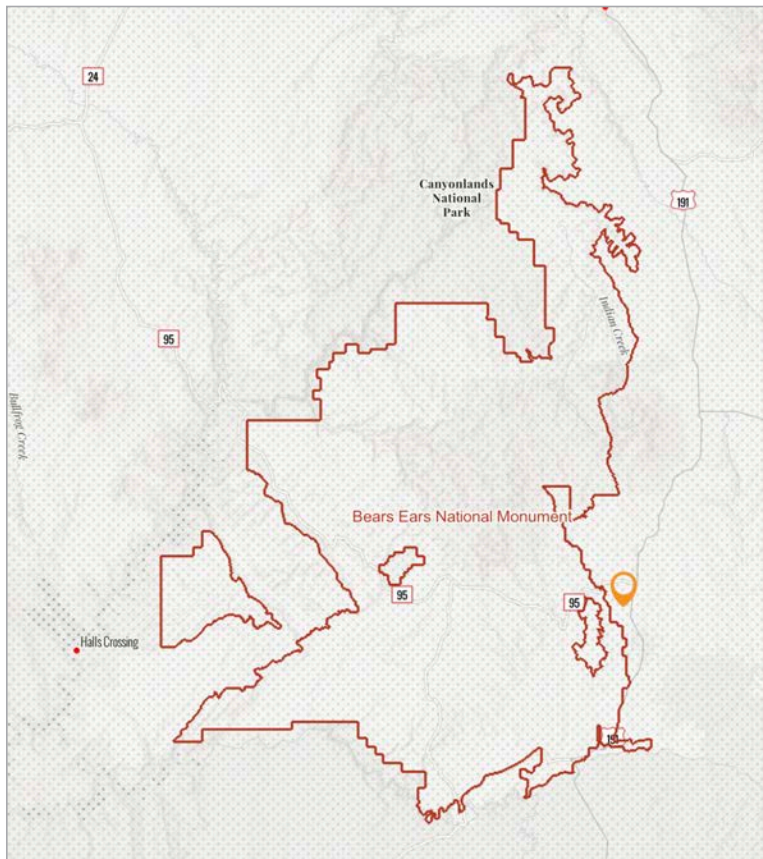 24
Canyonlands
National
Park
191
Indian Creek
95
Bullfrog Creek
Bears Ears National Monument
95
95
Halls Crossing
191